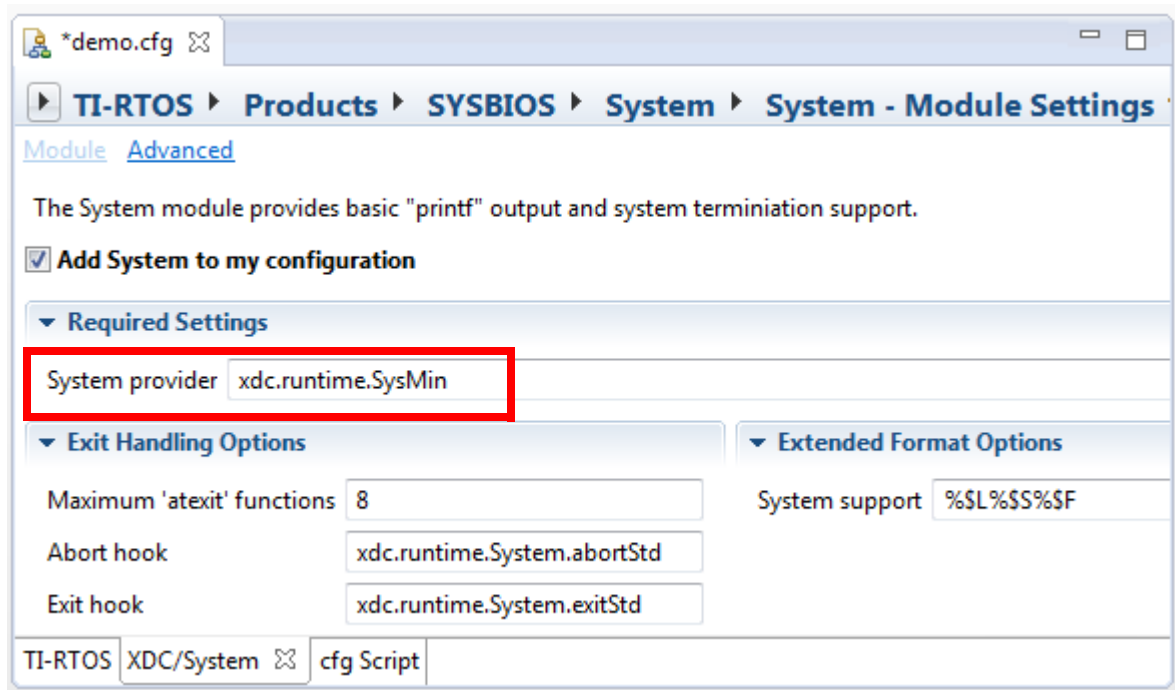 *demo.cfg
TI-RTOS Products SYSBIOS System System - Module Settings
Module Advanced
The System module provides basic "printf" output and system terminiation support.
Add System to my configuration
Required Settings
System provider xdc.runtime.SysMin
Exit Handling Options
Maximum 'atexit' functions 8
Abort hook xdc.runtime.System.abortStd
Exit hook xdc.runtime.System.exitStd
Extended Format Options
System support %$L%$S%$F
TI-RTOS XDC/System cfg Script